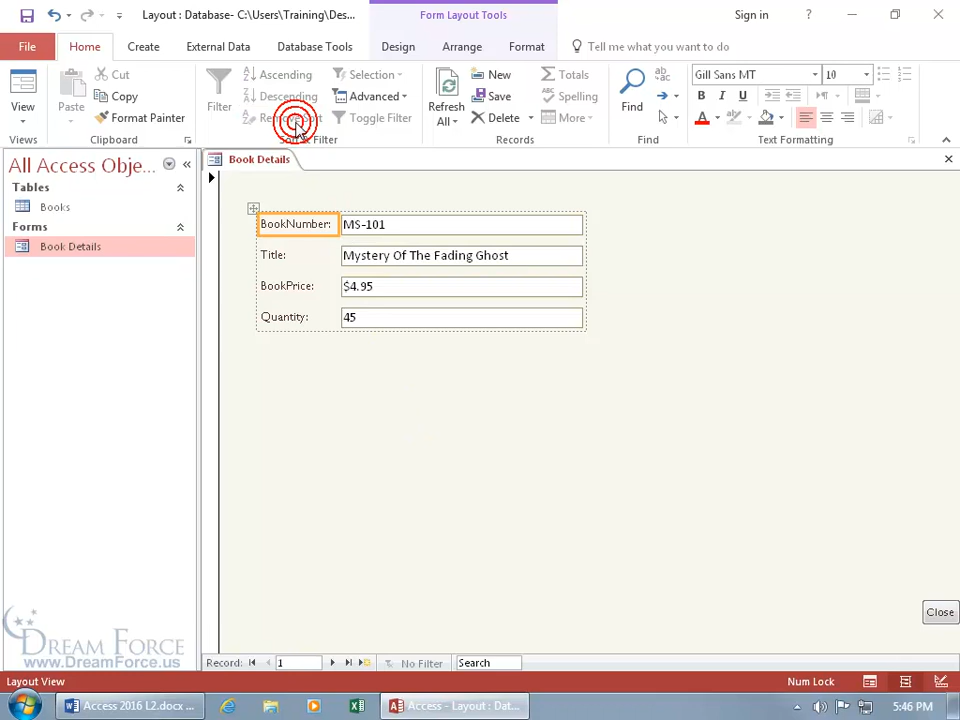 Layout : Database- C:\Users\Training\Des...
Form Layout Tools
Sign in
?
File
Home
Create
External Data
Database Tools
Design
Arrange
Format
Tell me what you want to do
View
Paste
Cut
Copy
Format Painter
Filter
Ascending
Descending
Remove Sort
Selection
Advanced
Toggle Filter
Refresh
All
New
Save
Delete
Totals
Spelling
More
Find
Gill Sans MT
10
B I U
A
Views
Clipboard
Sort & Filter
Records
Find
Text Formatting
All Access Obje...
Tables
Books
Forms
Book Details
Book Details
BookNumber: MS-101
Title: Mystery Of The Fading Ghost
BookPrice: $4.95
Quantity: 45
Close
DREAM FORCE
www.DreamForce.us
Record: 1 No Filter Search
Layout View
Num Lock
Access 2016 L2.docx ...
Access - Layout : Dat...
5:46 PM